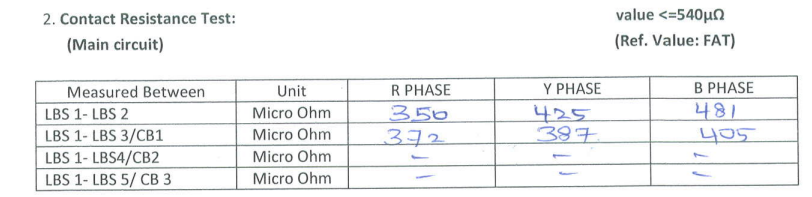 2. Contact Resistance Test: value <=540µΩ
(Main circuit) (Ref. Value: FAT)
Measured Between Unit R PHASE Y PHASE B PHASE
LBS 1- LBS 2 Micro Ohm 350 425 481
LBS 1- LBS 3/CB1 Micro Ohm 372 387 405
LBS 1- LBS4/CB2 Micro Ohm - - -
LBS 1- LBS 5/ CB 3 Micro Ohm - - -